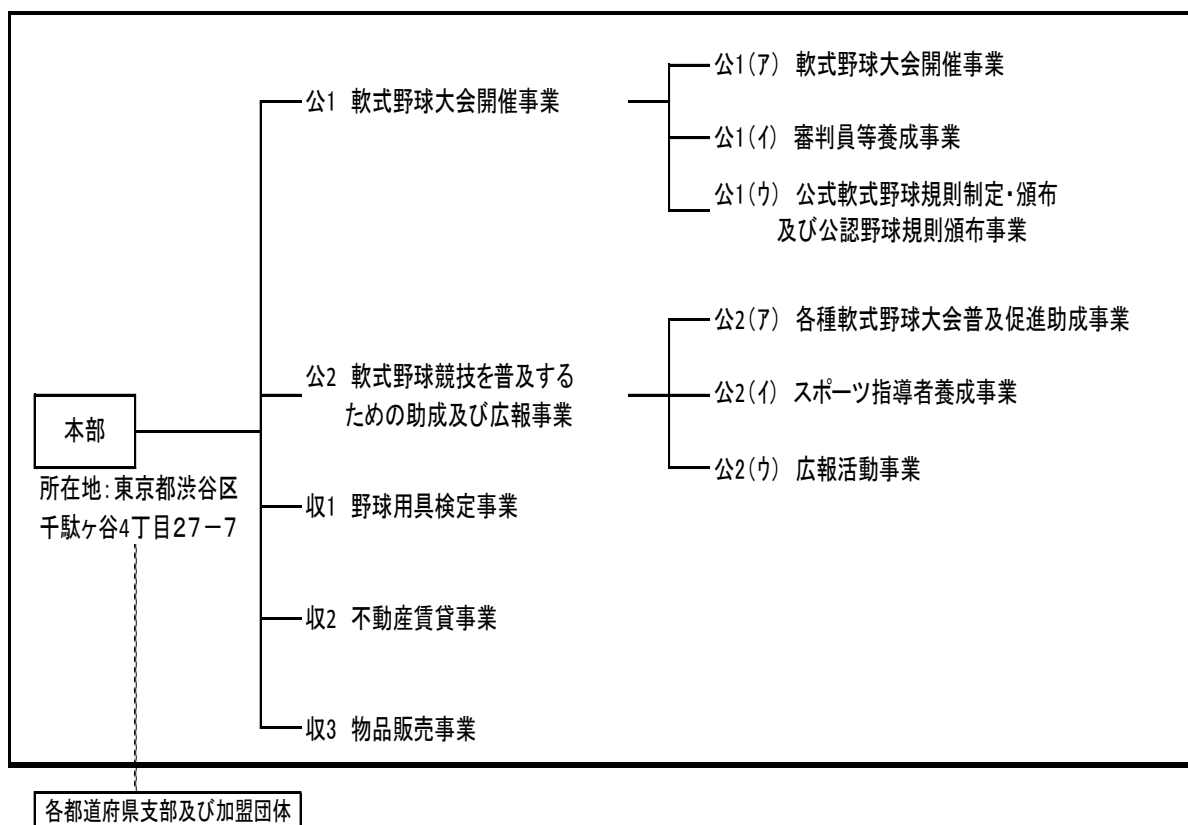 公1 軟式野球大会開催事業
公1(ア) 軟式野球大会開催事業
公1(イ) 審判員等養成事業
公1(ウ) 公式軟式野球規則制定・頒布
及び公認野球規則頒布事業
公2 軟式野球競技を普及する
ための助成及び広報事業
公2(ア) 各種軟式野球大会普及促進助成事業
公2(イ) スポーツ指導者養成事業
公2(ウ) 広報活動事業
本部
所在地:東京都渋谷区
千駄ヶ谷4丁目27-7
収1 野球用具検定事業
収2 不動産賃貸事業
収3 物品販売事業
各都道府県支部及び加盟団体